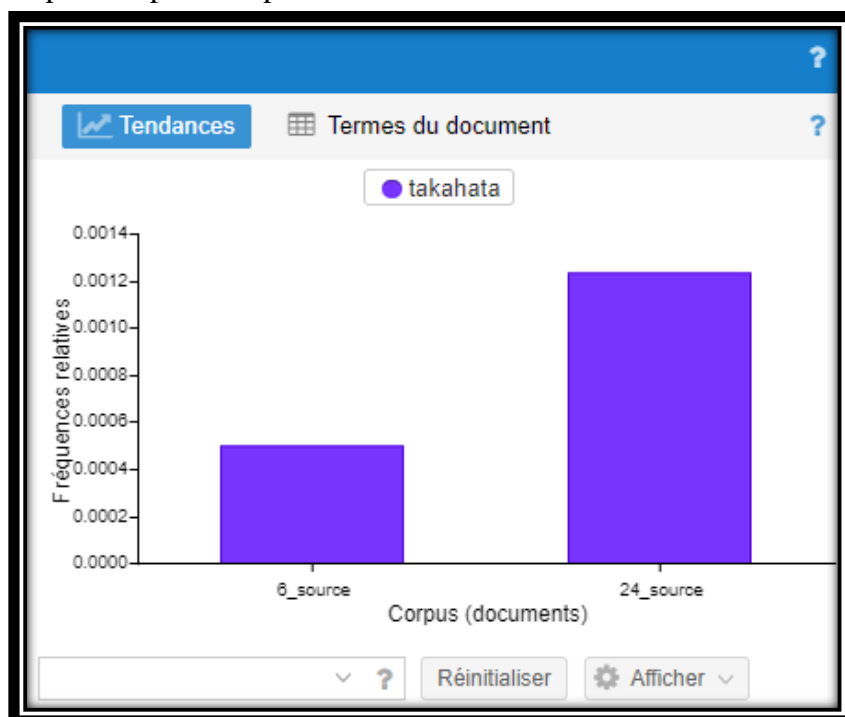 ?
Tendances Termes du document ?
takahata
0.0014
0.0012
0.0010
0.0008
0.0006
0.0004
0.0002
0.0000
Fréquences relatives
6_source 24_source
Corpus (documents)
? Réinitialiser Afficher